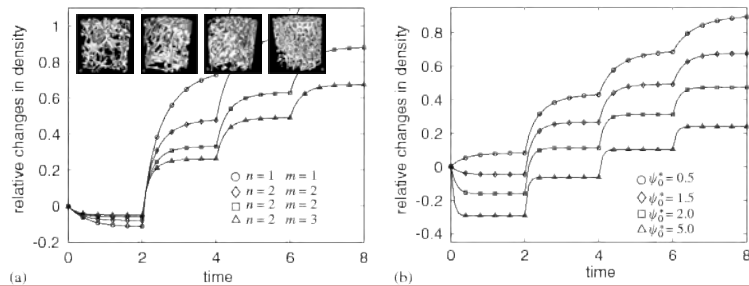 relative changes in density
1
0.8
0.6
0.4
0.2
0
-0.2
0 2 4 6 8
time
n = 1 m = 1
n = 2 m = 2
n = 2 m = 2
n = 2 m = 3
(a)
relative changes in density
0.8
0.6
0.4
0.2
0
-0.2
-0.4
0 2 4 6 8
time
ψ₀* = 0.5
ψ₀* = 1.5
ψ₀* = 2.0
ψ₀* = 5.0
(b)